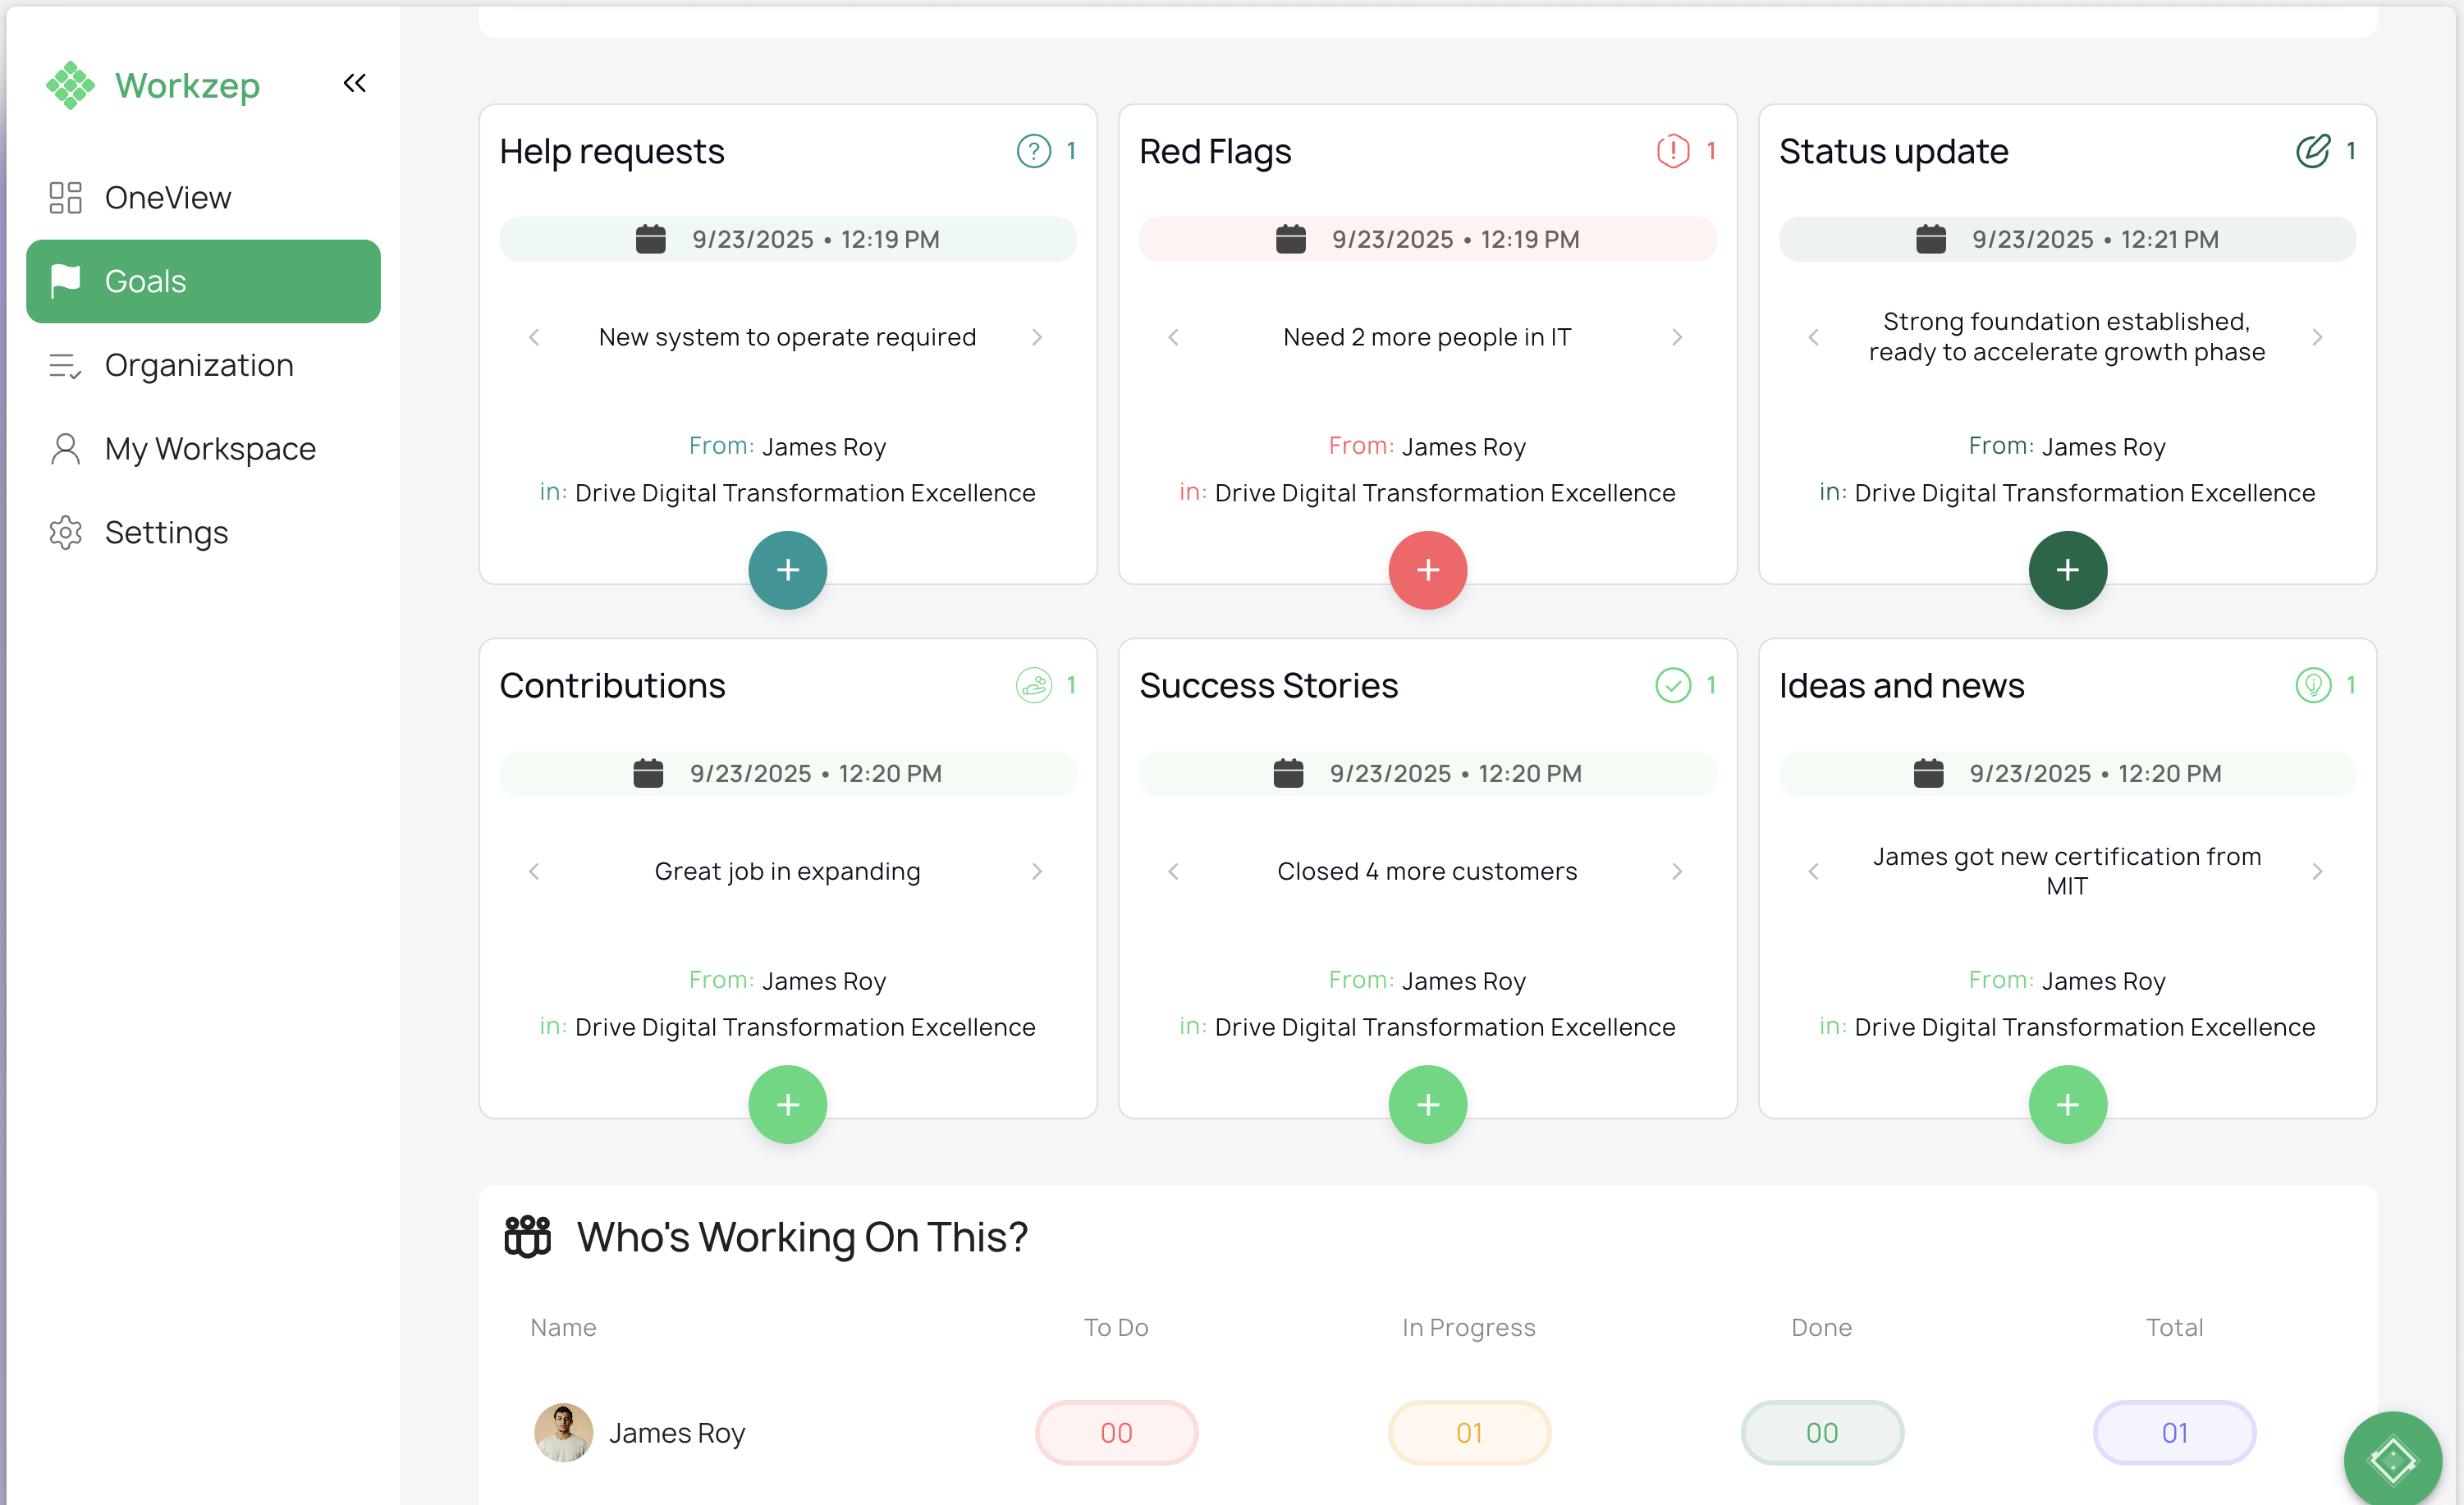 Workzep
OneView
Goals
Organization
My Workspace
Settings
Help requests
1
9/23/2025 • 12:19 PM
New system to operate required
From: James Roy
in: Drive Digital Transformation Excellence
+
Red Flags
1
9/23/2025 • 12:19 PM
Need 2 more people in IT
From: James Roy
in: Drive Digital Transformation Excellence
+
Status update
1
9/23/2025 • 12:21 PM
Strong foundation established,
ready to accelerate growth phase
From: James Roy
in: Drive Digital Transformation Excellence
+
Contributions
1
9/23/2025 • 12:20 PM
Great job in expanding
From: James Roy
in: Drive Digital Transformation Excellence
+
Success Stories
1
9/23/2025 • 12:20 PM
Closed 4 more customers
From: James Roy
in: Drive Digital Transformation Excellence
+
Ideas and news
1
9/23/2025 • 12:20 PM
James got new certification from
MIT
From: James Roy
in: Drive Digital Transformation Excellence
+
Who's Working On This?
Name To Do In Progress Done Total
James Roy 00 01 00 01